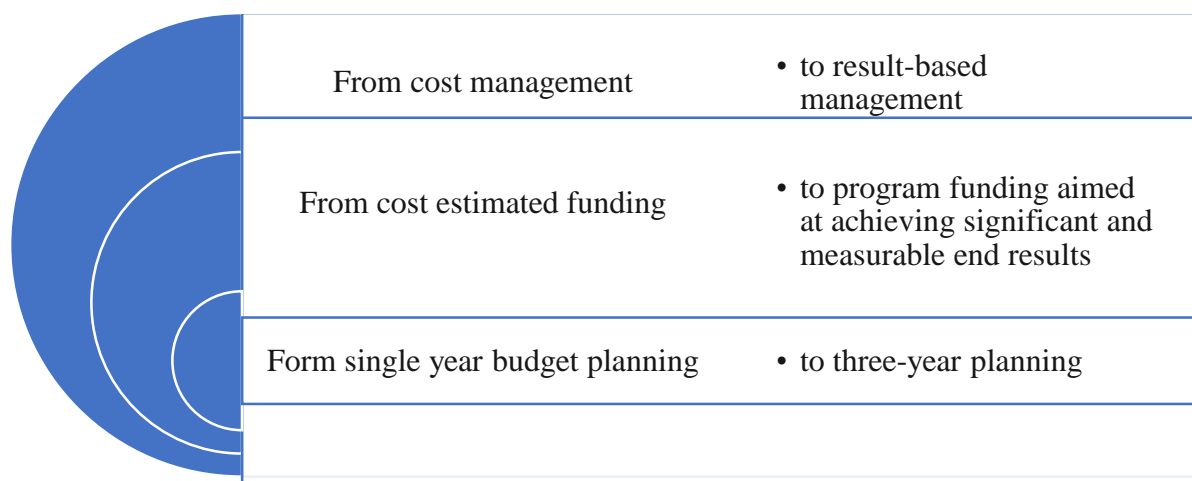 From cost management
• to result-based
management
From cost estimated funding
• to program funding aimed
at achieving significant and
measurable end results
Form single year budget planning
• to three-year planning